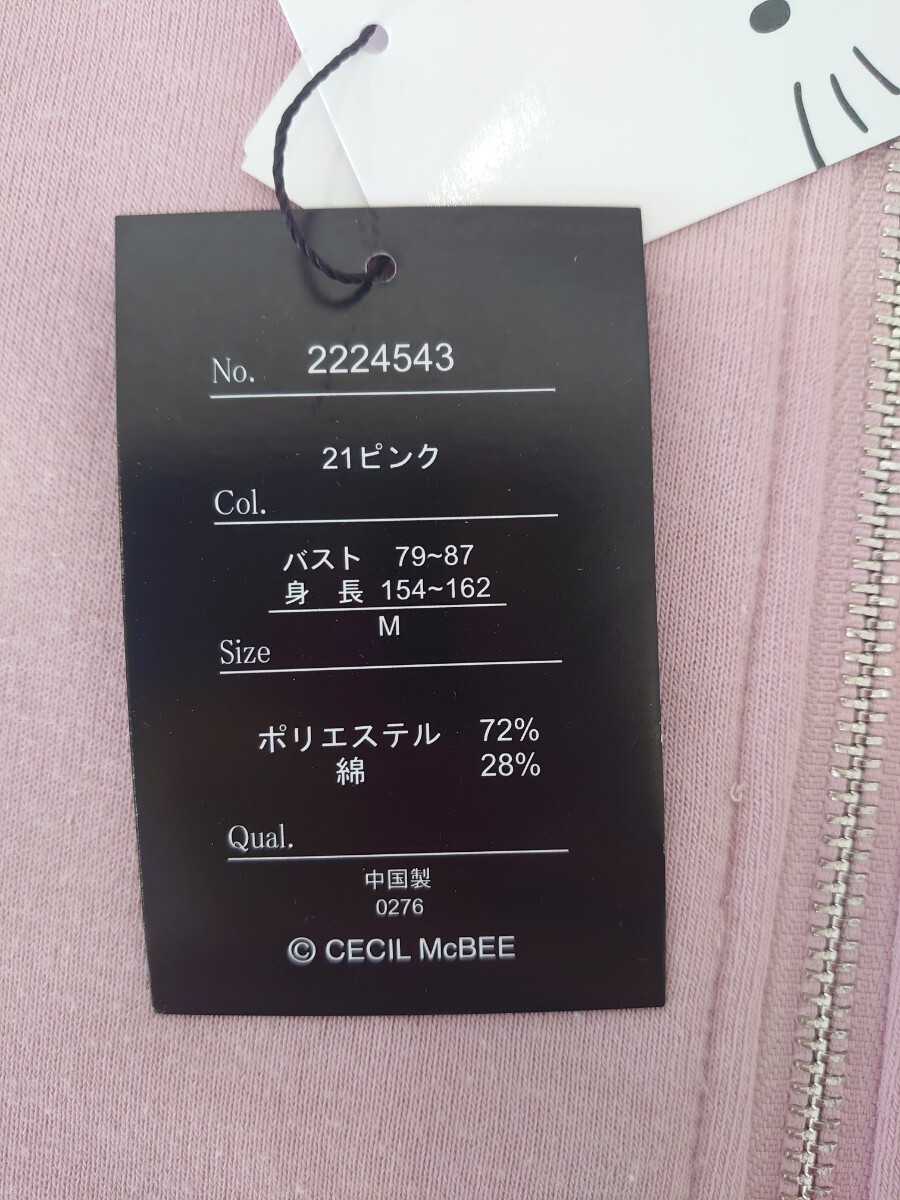 No. 2224543
21ピンク
Col.
バスト 79~87
身 長 154~162
M
Size
ポリエステル 72%
綿 28%
Qual.
中国製
0276
© CECIL McBEE